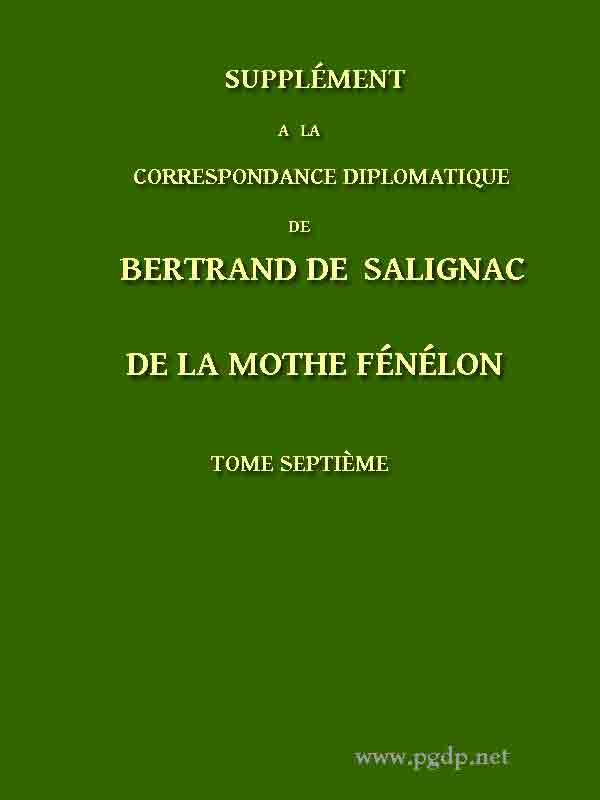 SUPPLÉMENT
A LA
CORRESPONDANCE DIPLOMATIQUE
DE
BERTRAND DE SALIGNAC
DE LA MOTHE FÉNÉLON
TOME SEPTIÈME
www.pgdp.net